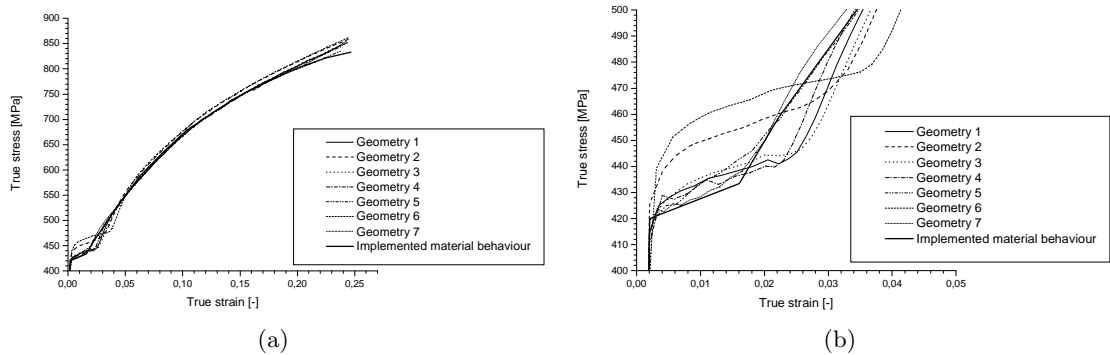 900
850
800
750
700
650
600
550
500
450
400
True stress [MPa]
0,00 0,05 0,10 0,15 0,20 0,25
True strain [-]
Geometry 1
Geometry 2
Geometry 3
Geometry 4
Geometry 5
Geometry 6
Geometry 7
Implemented material behaviour
(a)
500
490
480
470
460
450
440
430
420
410
400
True stress [MPa]
0,00 0,01 0,02 0,03 0,04 0,05
True strain [-]
Geometry 1
Geometry 2
Geometry 3
Geometry 4
Geometry 5
Geometry 6
Geometry 7
Implemented material behaviour
(b)